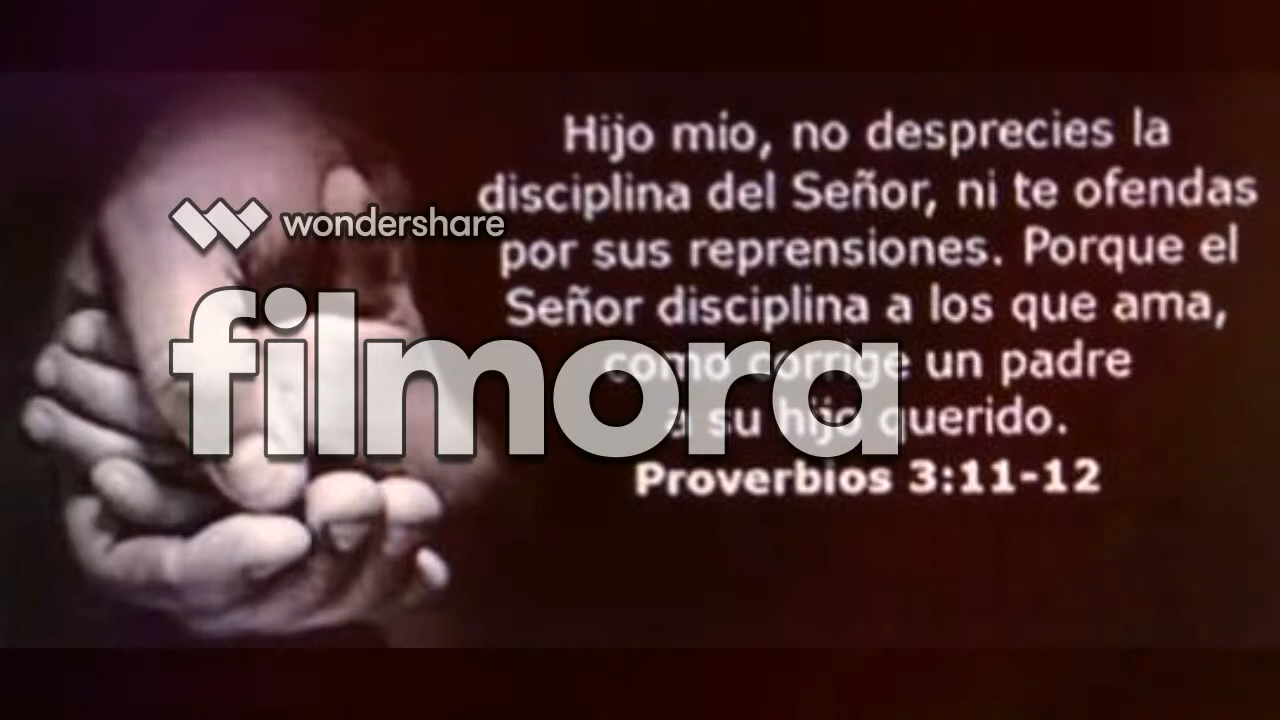 Hijo mío, no desprecies la
disciplina del Señor, ni te ofendas
wondershare
por sus reprensiones. Porque el
Señor disciplina a los que ama,
filmora
como corrige un padre
a su hijo querido.
Proverbios 3:11-12